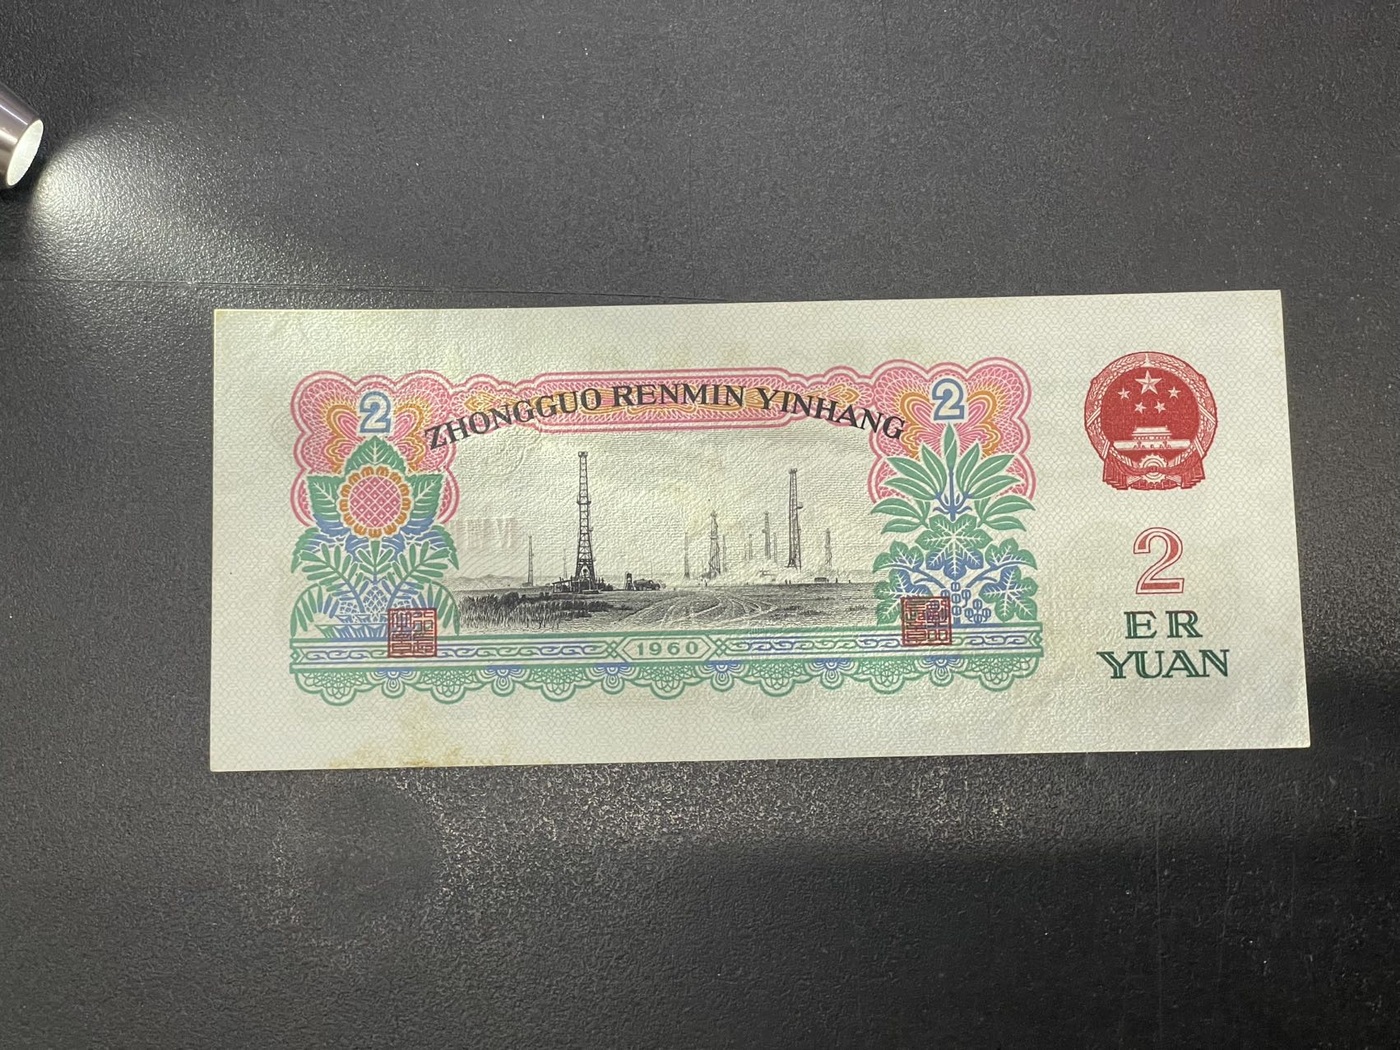 2
ZHONGGUO RENMIN YINHANG
2
1960
2
ER
YUAN